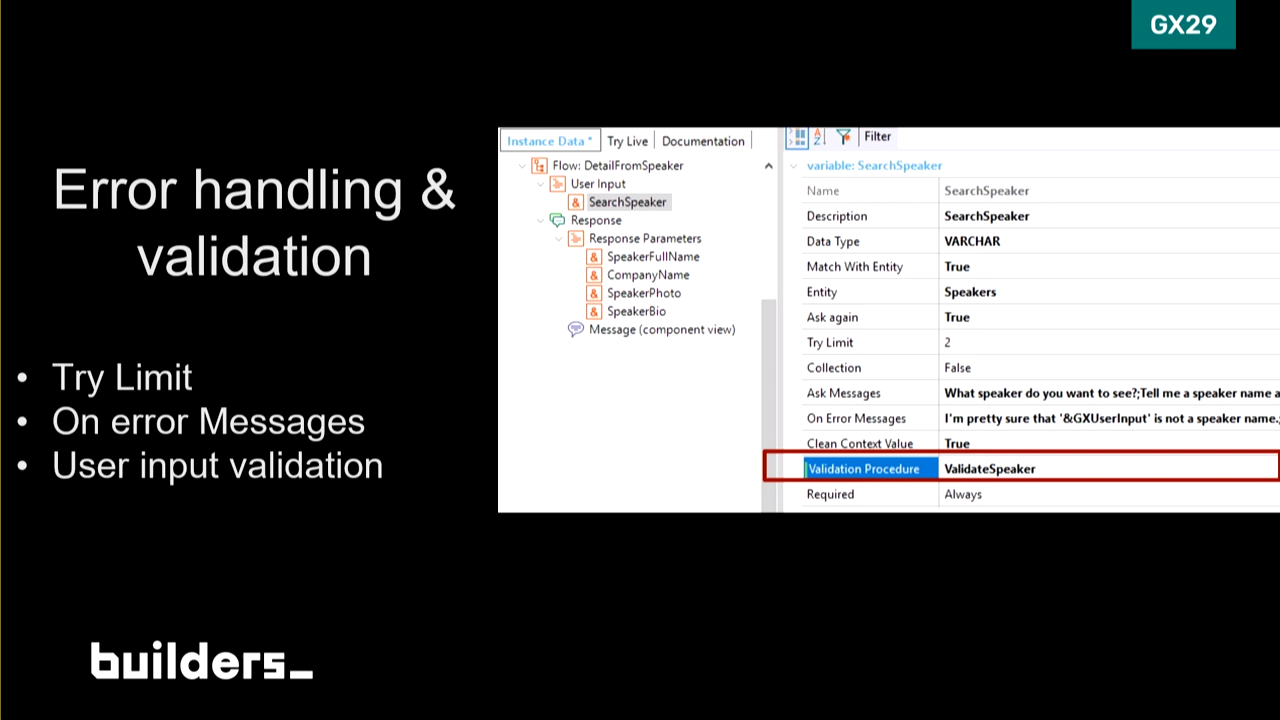 GX29
Error handling &
validation
• Try Limit
• On error Messages
• User input validation
Instance Data *
Try Live
Documentation
Flow: DetailFromSpeaker
User Input
SearchSpeaker
Response
Response Parameters
SpeakerFullName
CompanyName
SpeakerPhoto
SpeakerBio
Message (component view)
Filter
variable: SearchSpeaker
Name SearchSpeaker
Description SearchSpeaker
Data Type VARCHAR
Match With Entity True
Entity Speakers
Ask again True
Try Limit 2
Collection False
Ask Messages What speaker do you want to see?;Tell me a speaker name a
On Error Messages I'm pretty sure that '&GXUserInput' is not a speaker name.;
Clean Context Value True
Validation Procedure ValidateSpeaker
Required Always
builders_